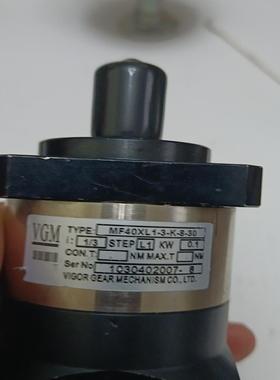 VGM
TYPE: MF40XL1-3-K-8-30
i: 1/3 STEP L1 KW 0.1
CON.T: NM MAX.T NM
Ser No 1030402007- 8
VIGOR GEAR MECHANISM CO.,LTD.